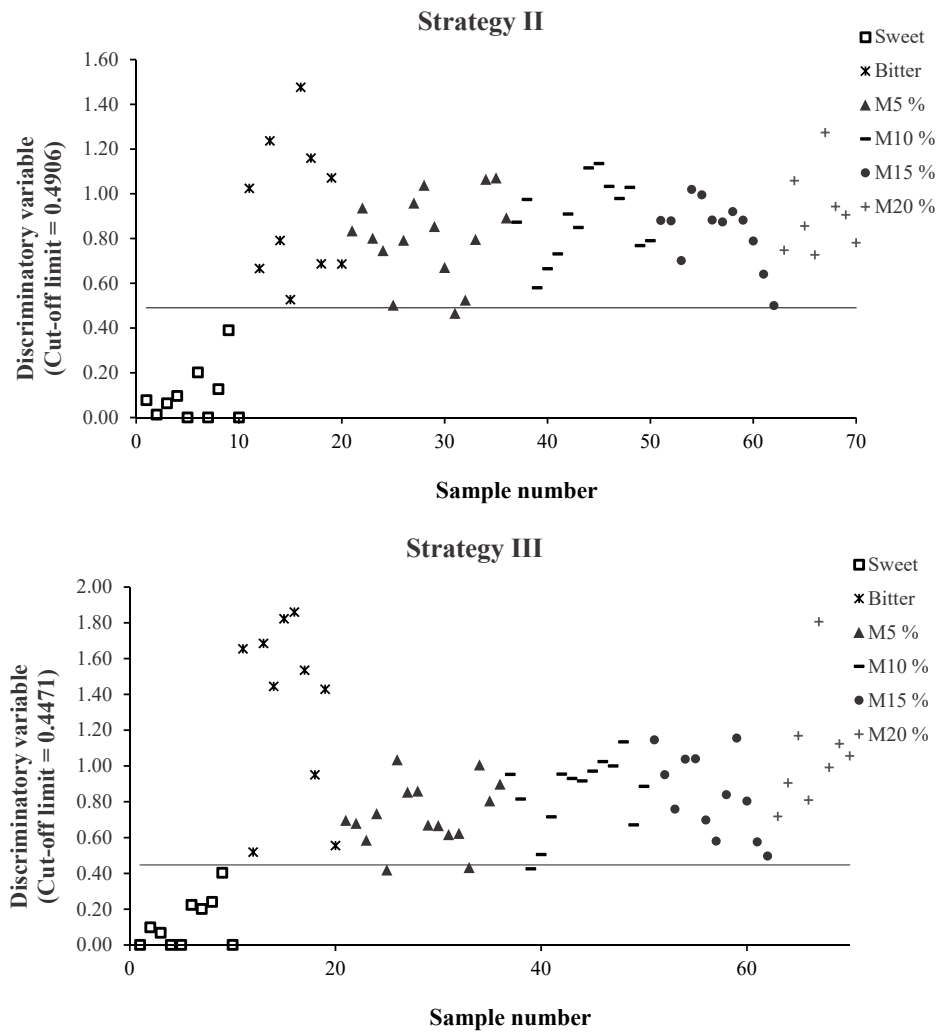 Strategy II
Sweet
Bitter
M5 %
M10 %
M15 %
M20 %
Discriminatory variable
(Cut-off limit = 0.4906)
1.60
1.40
1.20
1.00
0.80
0.60
0.40
0.20
0.00
0 10 20 30 40 50 60 70
Sample number
Strategy III
Sweet
Bitter
M5 %
M10 %
M15 %
M20 %
Discriminatory variable
(Cut-off limit = 0.4471)
2.00
1.80
1.60
1.40
1.20
1.00
0.80
0.60
0.40
0.20
0.00
0 20 40 60
Sample number